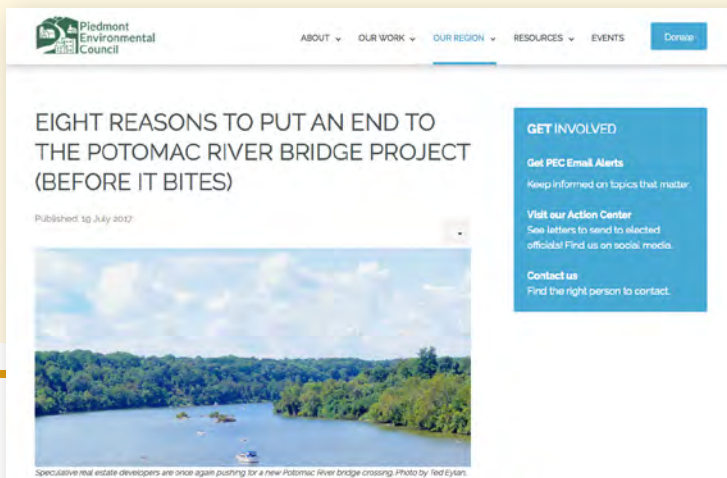 Piedmont
Environmental
Council
ABOUT OUR WORK OUR REGION RESOURCES EVENTS Donate
EIGHT REASONS TO PUT AN END TO
THE POTOMAC RIVER BRIDGE PROJECT
(BEFORE IT BITES)
Published: 19 July 2017
Speculative real estate developers are once again pushing for a new Potomac River bridge crossing. Photo by Ted Eytan.
GET INVOLVED
Get PEC Email Alerts
Keep informed on topics that matter.
Visit our Action Center
See letters to send to elected
officials! Find us on social media.
Contact us
Find the right person to contact.